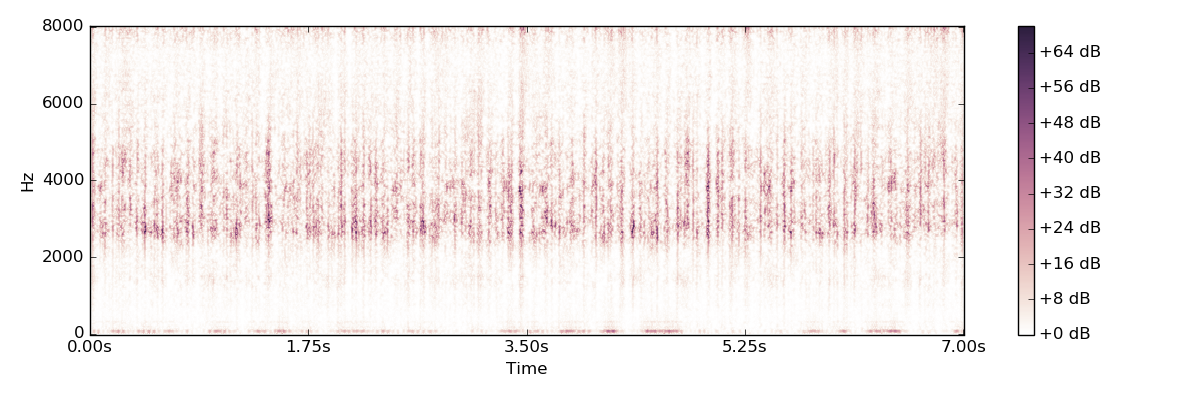 8000
6000
4000
2000
0
Hz
0.00s 1.75s 3.50s 5.25s 7.00s
Time
+64 dB
+56 dB
+48 dB
+40 dB
+32 dB
+24 dB
+16 dB
+8 dB
+0 dB